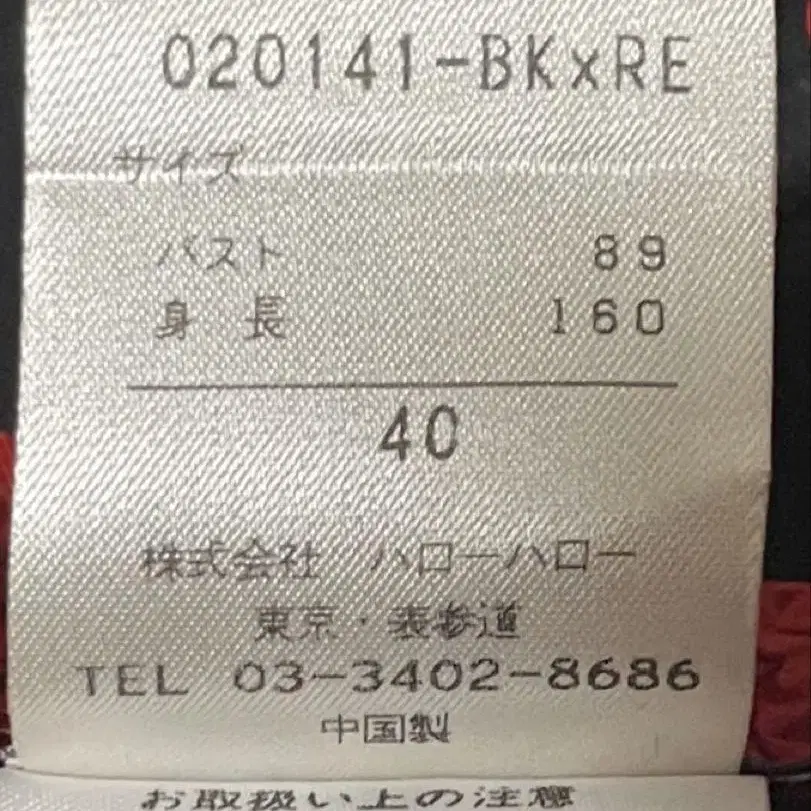 020141-BK×RE
サイズ
バスト 89
身長 160
40
株式会社 ハローハロー
東京・表参道
TEL 03-3402-8686
中国製
お取扱い上の注意